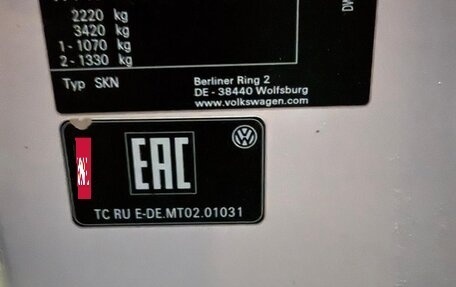 2220 kg
3420 kg
1 - 1070 kg
2 - 1330 kg
Typ SKN
Berliner Ring 2
DE - 38440 Wolfsburg
www.volkswagen.com
EAC
TC RU E-DE.MT02.01031